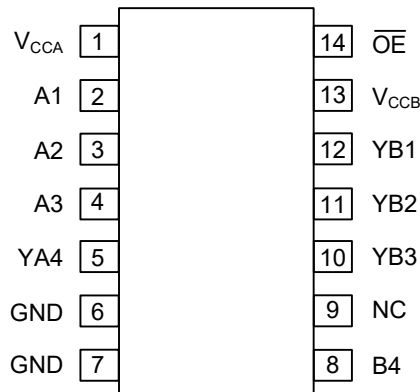 V_CCA 1 14 O̅E̅
A1 2 13 V_CCB
A2 3 12 YB1
A3 4 11 YB2
YA4 5 10 YB3
GND 6 9 NC
GND 7 8 B4